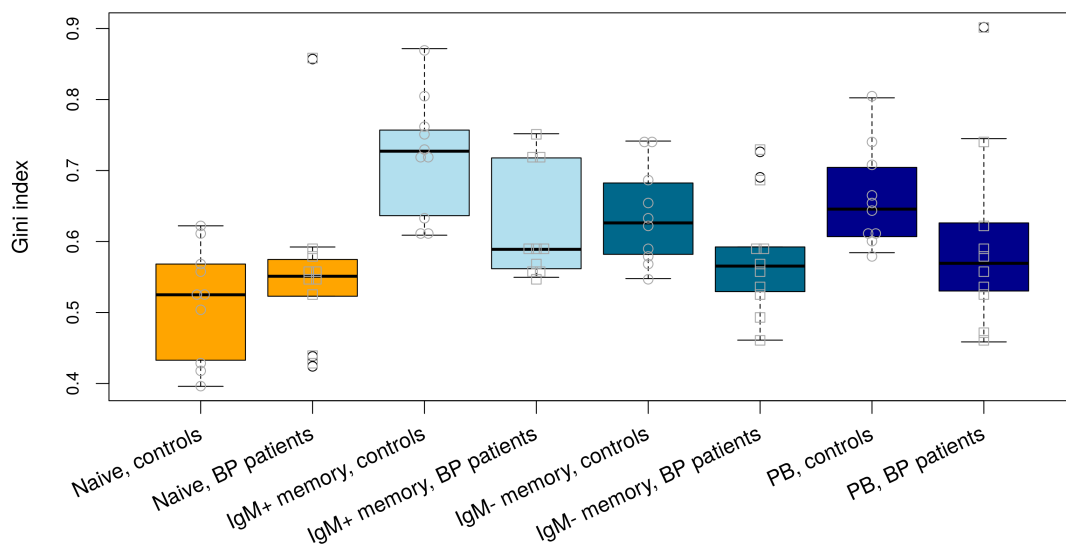 Gini index
0.9
0.8
0.7
0.6
0.5
0.4
Naive, controls
Naive, BP patients
IgM+ memory, controls
IgM+ memory, BP patients
IgM- memory, controls
IgM- memory, BP patients
PB, controls
PB, BP patients